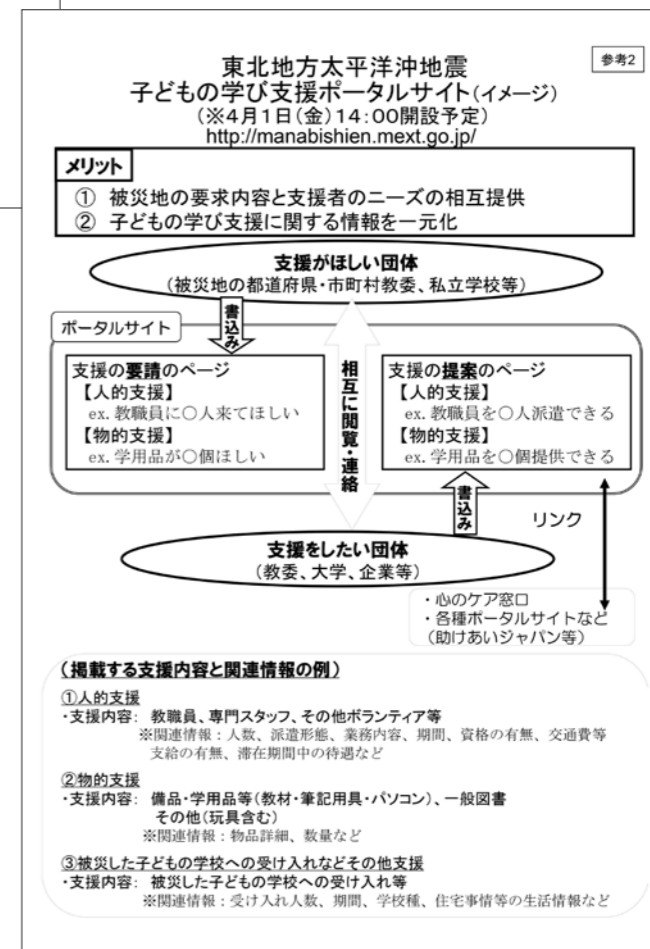 参考2
東北地方太平洋沖地震
子どもの学び支援ポータルサイト(イメージ)
(※4月1日(金)14:00開設予定)
http://manabishien.mext.go.jp/
メリット
① 被災地の要求内容と支援者のニーズの相互提供
② 子どもの学び支援に関する情報を一元化
支援がほしい団体
(被災地の都道府県・市町村教委、私立学校等)
書込み
ポータルサイト
支援の要請のページ
【人的支援】
ex. 教職員に○人来てほしい
【物的支援】
ex. 学用品が○個ほしい
相互に閲覧・連絡
支援の提案のページ
【人的支援】
ex. 教職員を○人派遣できる
【物的支援】
ex. 学用品を○個提供できる
書込み
リンク
支援をしたい団体
(教委、大学、企業等)
・心のケア窓口
・各種ポータルサイトなど
(助けあいジャパン等)
(掲載する支援内容と関連情報の例)
①人的支援
・支援内容: 教職員、専門スタッフ、その他ボランティア等
※関連情報:人数、派遣形態、業務内容、期間、資格の有無、交通費等
支給の有無、滞在期間中の待遇など
②物的支援
・支援内容: 備品・学用品等(教材・筆記用具・パソコン)、一般図書
その他(玩具含む)
※関連情報:物品詳細、数量など
③被災した子どもの学校への受け入れなどその他支援
・支援内容: 被災した子どもの学校への受け入れ等
※関連情報:受け入れ人数、期間、学校種、住宅事情等の生活情報など